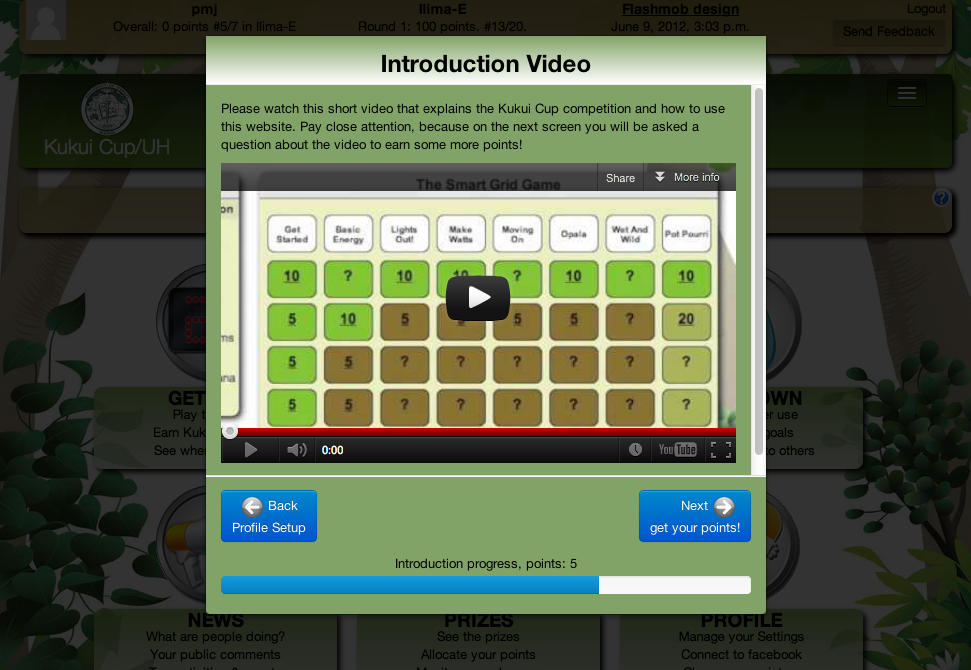 pmj
Overall: 0 points #5/7 in Ilima-E
Ilima-E
Round 1: 100 points. #13/20.
Flashmob design
June 9, 2012, 3:03 p.m.
Logout
Send Feedback
Kukui Cup/UH
?
Introduction Video
Please watch this short video that explains the Kukui Cup competition and how to use
this website. Pay close attention, because on the next screen you will be asked a
question about the video to earn some more points!
The Smart Grid Game
Share
More info
on
Get Started Basic Energy Lights Out! Make Watts Moving On Opala Wet And Wild Pot Pourri
10 ? 10 10 ? 10 ? 10
5 10 5 5 5 ? 20
ms
5 5 ? ? ? ? ? ?
na
5 5 ? ? ? ? ? ?
0:00
YouTube
GET
Play t
Earn Kuk
See whe
OWN
er use
goals
to others
Back
Profile Setup
Next
get your points!
Introduction progress, points: 5
NEWS
What are people doing?
Your public comments
PRIZES
See the prizes
Allocate your points
PROFILE
Manage your Settings
Connect to facebook